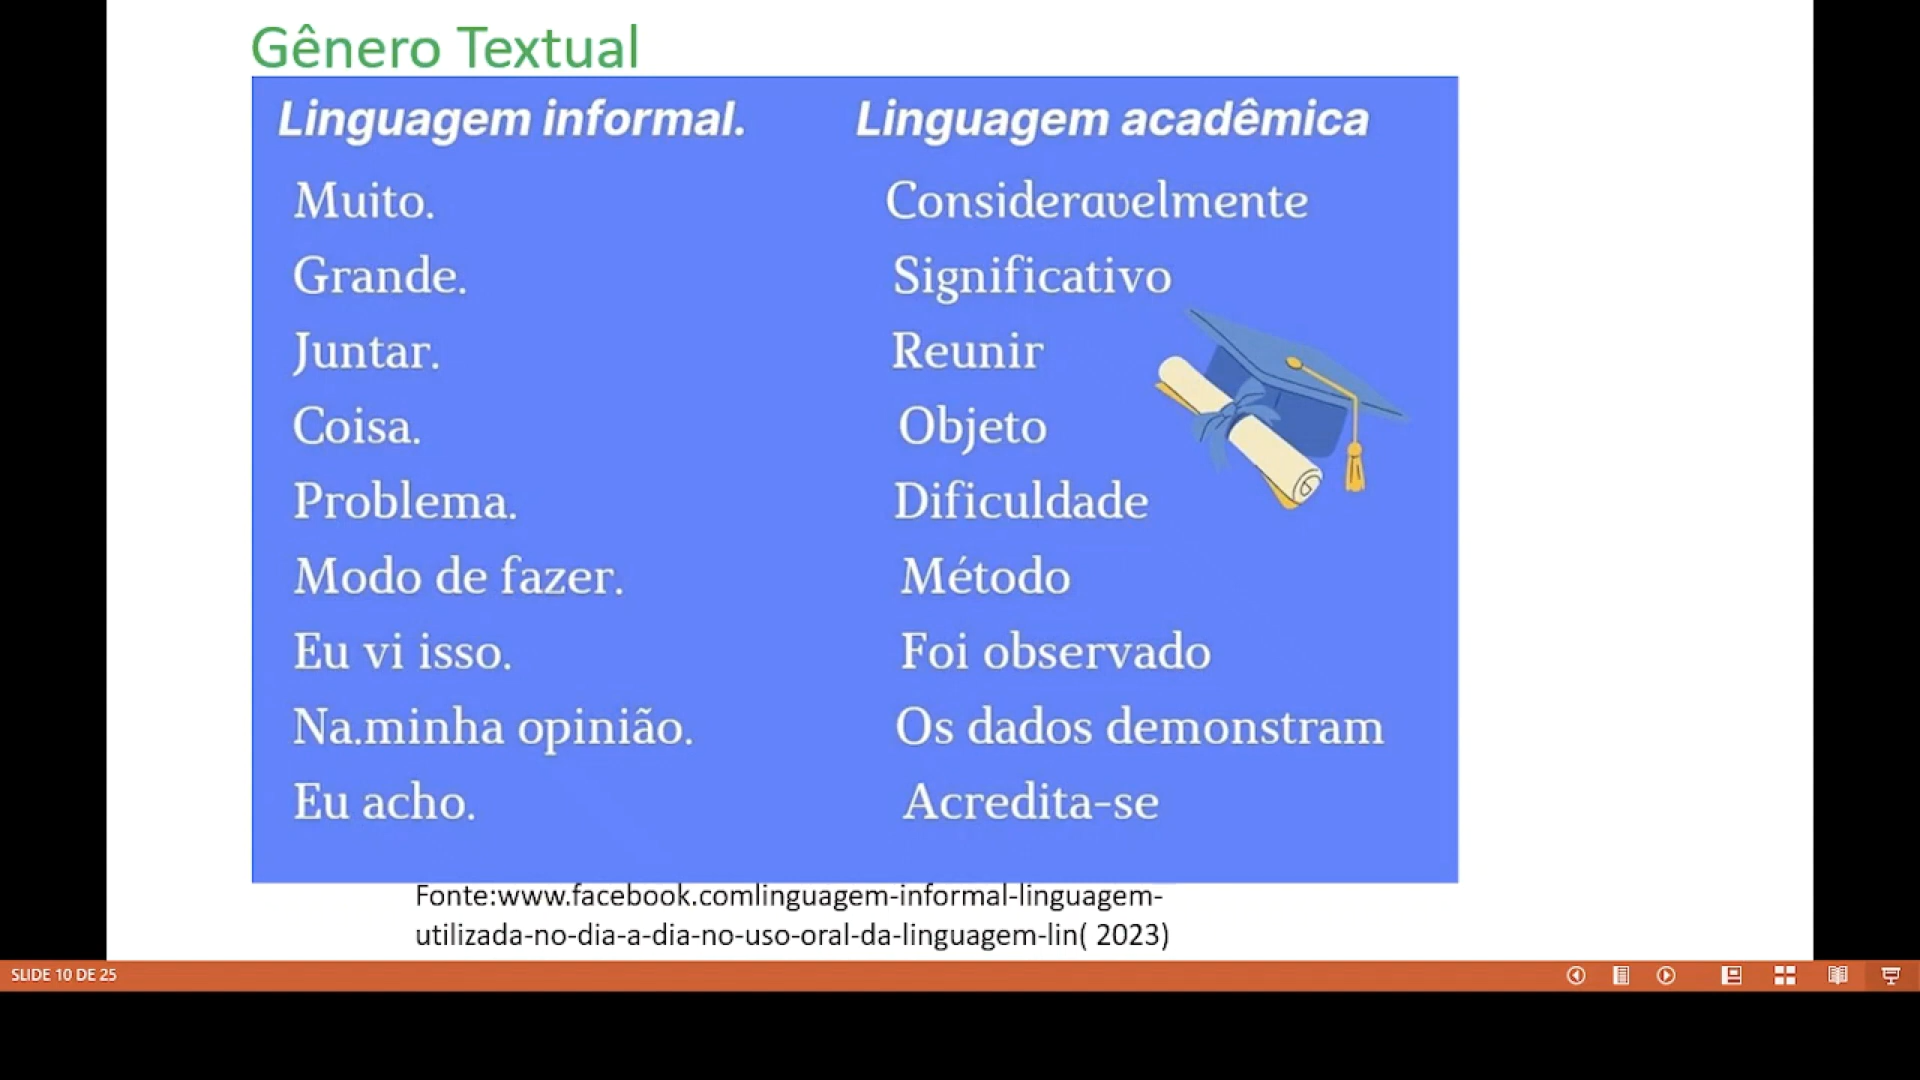 Gênero Textual
Linguagem informal. Linguagem acadêmica
Muito. Consideravelmente
Grande. Significativo
Juntar. Reunir
Coisa. Objeto
Problema. Dificuldade
Modo de fazer. Método
Eu vi isso. Foi observado
Na.minha opinião. Os dados demonstram
Eu acho. Acredita-se
Fonte:www.facebook.comlinguagem-informal-linguagem-
utilizada-no-dia-a-dia-no-uso-oral-da-linguagem-lin( 2023)
SLIDE 10 DE 25